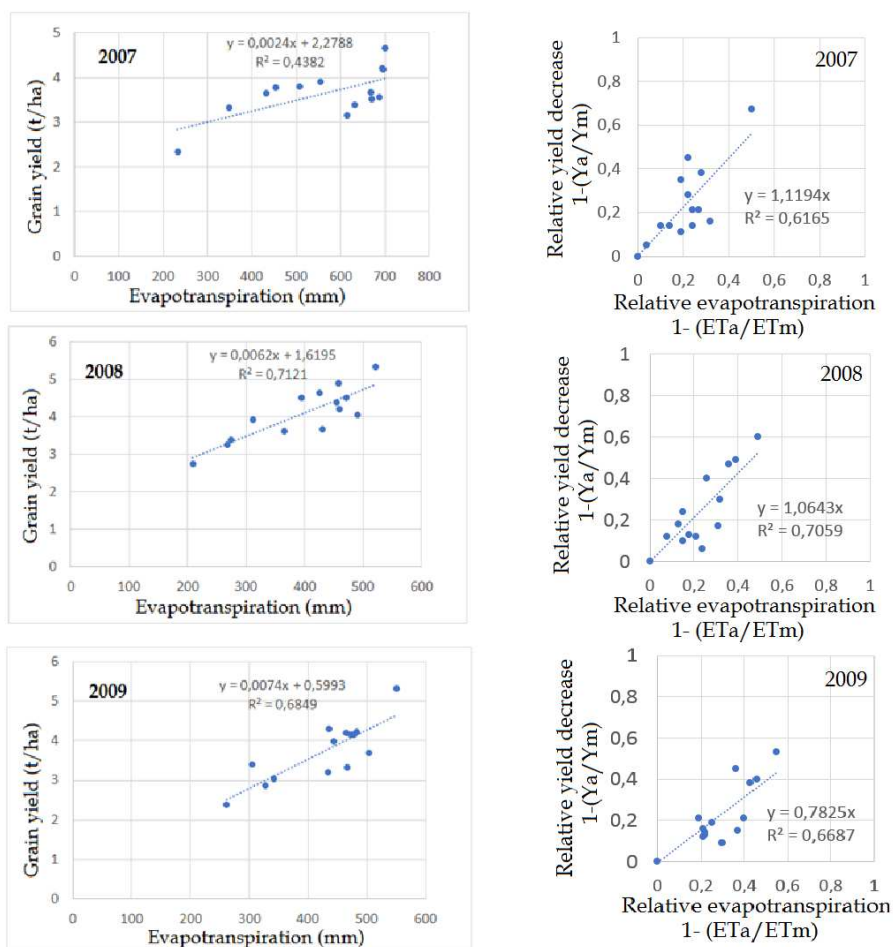 5
4
3
2
1
0
2007
y = 0,0024x + 2,2788
R² = 0,4382
Grain yield (t/ha)
0 100 200 300 400 500 600 700 800
Evapotranspiration (mm)
1
0,8
0,6
0,4
0,2
0
2007
y = 1,1194x
R² = 0,6165
Relative yield decrease
1-(Ya/Ym)
0 0,2 0,4 0,6 0,8 1
Relative evapotranspiration
1- (ETa/ETm)
6
5
4
3
2
1
0
2008
y = 0,0062x + 1,6195
R² = 0,7121
Grain yield (t/ha)
0 100 200 300 400 500 600
Evapotranspiration (mm)
1
0,8
0,6
0,4
0,2
0
2008
y = 1,0643x
R² = 0,7059
Relative yield decrease
1-(Ya/Ym)
0 0,2 0,4 0,6 0,8 1
Relative evapotranspiration
1- (ETa/ETm)
6
5
4
3
2
1
0
2009
y = 0,0074x + 0,5993
R² = 0,6849
Grain yield (t/ha)
0 100 200 300 400 500 600
Evapotranspiration (mm)
1
0,8
0,6
0,4
0,2
0
2009
y = 0,7825x
R² = 0,6687
Relative yield decrease
1-(Ya/Ym)
0 0,2 0,4 0,6 0,8 1
Relative evapotranspiration
1- (ETa/ETm)